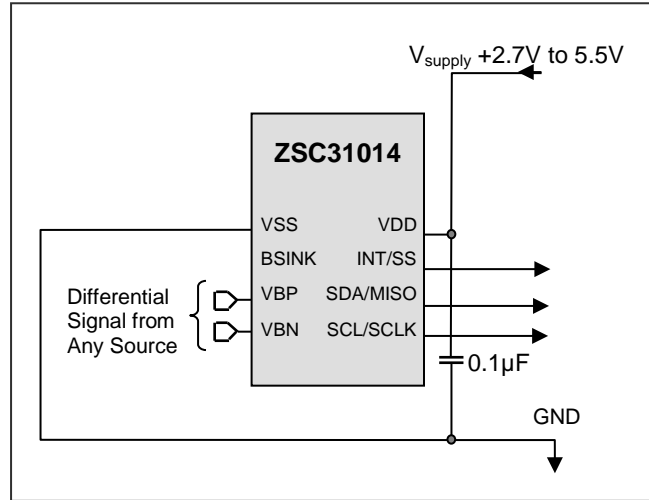 Vsupply +2.7V to 5.5V
ZSC31014
VSS VDD
BSINK INT/SS
VBP SDA/MISO
VBN SCL/SCLK
Differential
Signal from
Any Source
0.1µF
GND